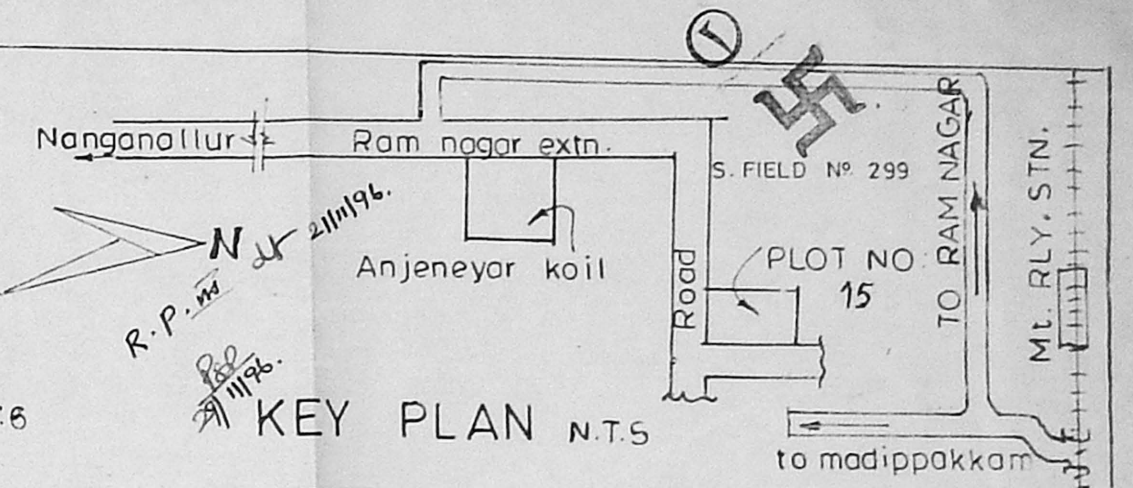 1
Nanganallur
Ram nagar extn.
S. FIELD Nº 299
TO RAM NAGAR
Mt. RLY. STN.
N
21/11/96.
Anjeneyar koil
Road
PLOT NO
15
R.P.
11/96.
KEY PLAN N.T.S
to madippakkam